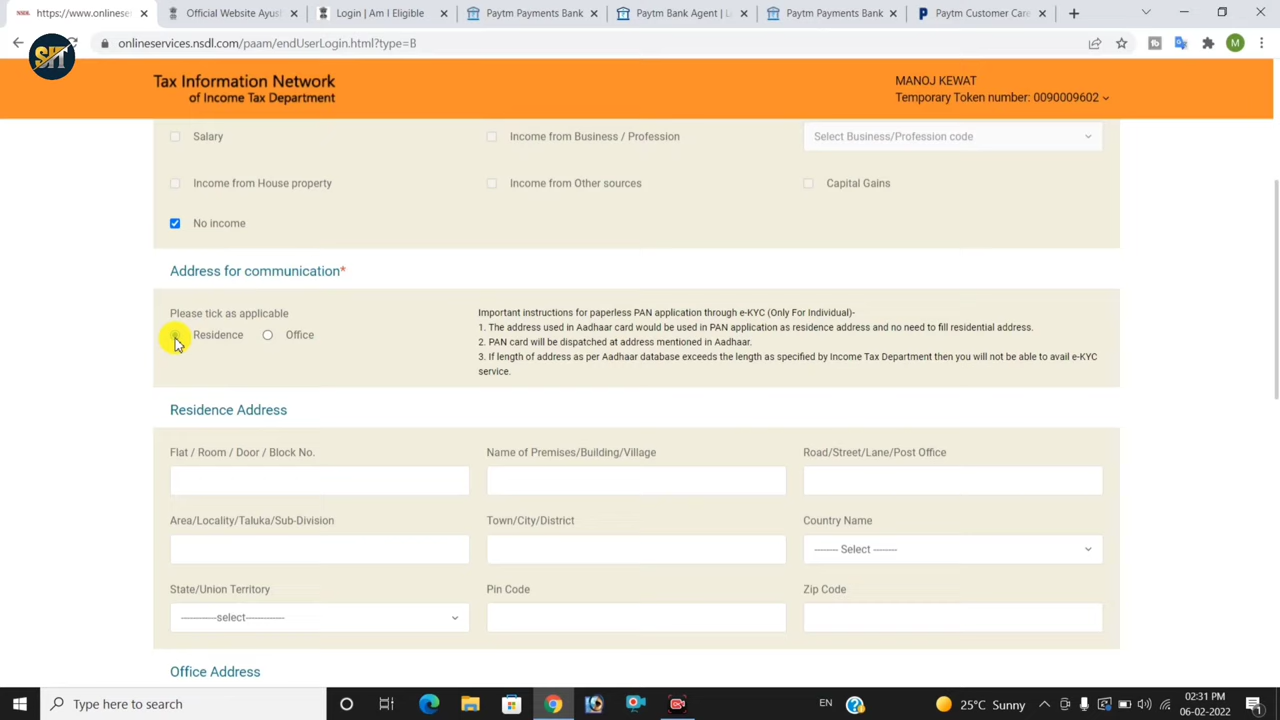 https://www.onlineser
Official Website Ayush
Login | Am I Eligible
Paytm Payments Bank
Paytm Bank Agent | L
Paytm Payments Bank
Paytm Customer Care
onlineservices.nsdl.com/paam/endUserLogin.html?type=B
M
SIT
Tax Information Network
of Income Tax Department
MANOJ KEWAT
Temporary Token number: 0090009602
Salary
Income from Business / Profession
Select Business/Profession code
Income from House property
Income from Other sources
Capital Gains
No income
Address for communication*
Please tick as applicable
Residence
Office
Important instructions for paperless PAN application through e-KYC (Only For Individual)-
1. The address used in Aadhaar card would be used in PAN application as residence address and no need to fill residential address.
2. PAN card will be dispatched at address mentioned in Aadhaar.
3. If length of address as per Aadhaar database exceeds the length as specified by Income Tax Department then you will not be able to avail e-KYC
service.
Residence Address
Flat / Room / Door / Block No.
Name of Premises/Building/Village
Road/Street/Lane/Post Office
Area/Locality/Taluka/Sub-Division
Town/City/District
Country Name
-------- Select --------
State/Union Territory
Pin Code
Zip Code
------------select-------------
Office Address
Type here to search
EN
25°C Sunny
02:31 PM
06-02-2022
1